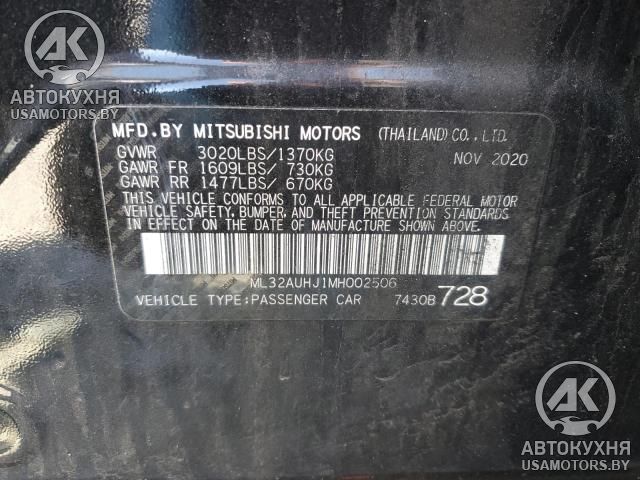 AK
АВТОКУХНЯ
USAMOTORS.BY
MFD.BY MITSUBISHI MOTORS (THAILAND) CO.,LTD.
GVWR 3020LBS/1370KG NOV 2020
GAWR FR 1609LBS/ 730KG
GAWR RR 1477LBS/ 670KG
THIS VEHICLE CONFORMS TO ALL APPLICABLE FEDERAL MOTOR
VEHICLE SAFETY, BUMPER, AND THEFT PREVENTION STANDARDS
IN EFFECT ON THE DATE OF MANUFACTURE SHOWN ABOVE.
ML32AUHJ1MH002506
VEHICLE TYPE:PASSENGER CAR 7430B 728
AK
АВТОКУХНЯ
USAMOTORS.BY